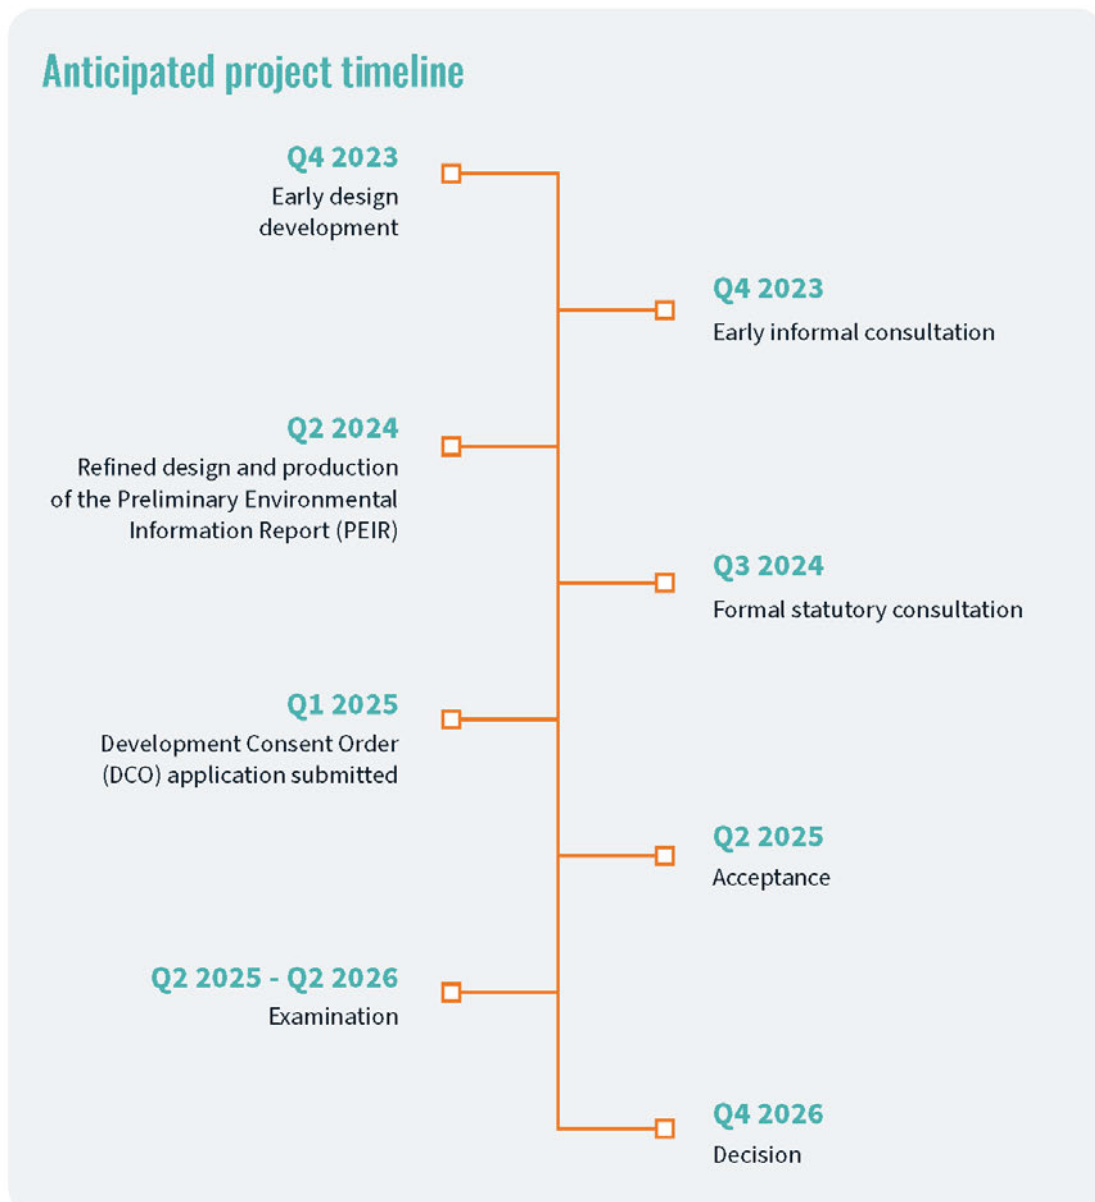 Anticipated project timeline
Q4 2023
Early design
development
Q4 2023
Early informal consultation
Q2 2024
Refined design and production
of the Preliminary Environmental
Information Report (PEIR)
Q3 2024
Formal statutory consultation
Q1 2025
Development Consent Order
(DCO) application submitted
Q2 2025
Acceptance
Q2 2025 - Q2 2026
Examination
Q4 2026
Decision